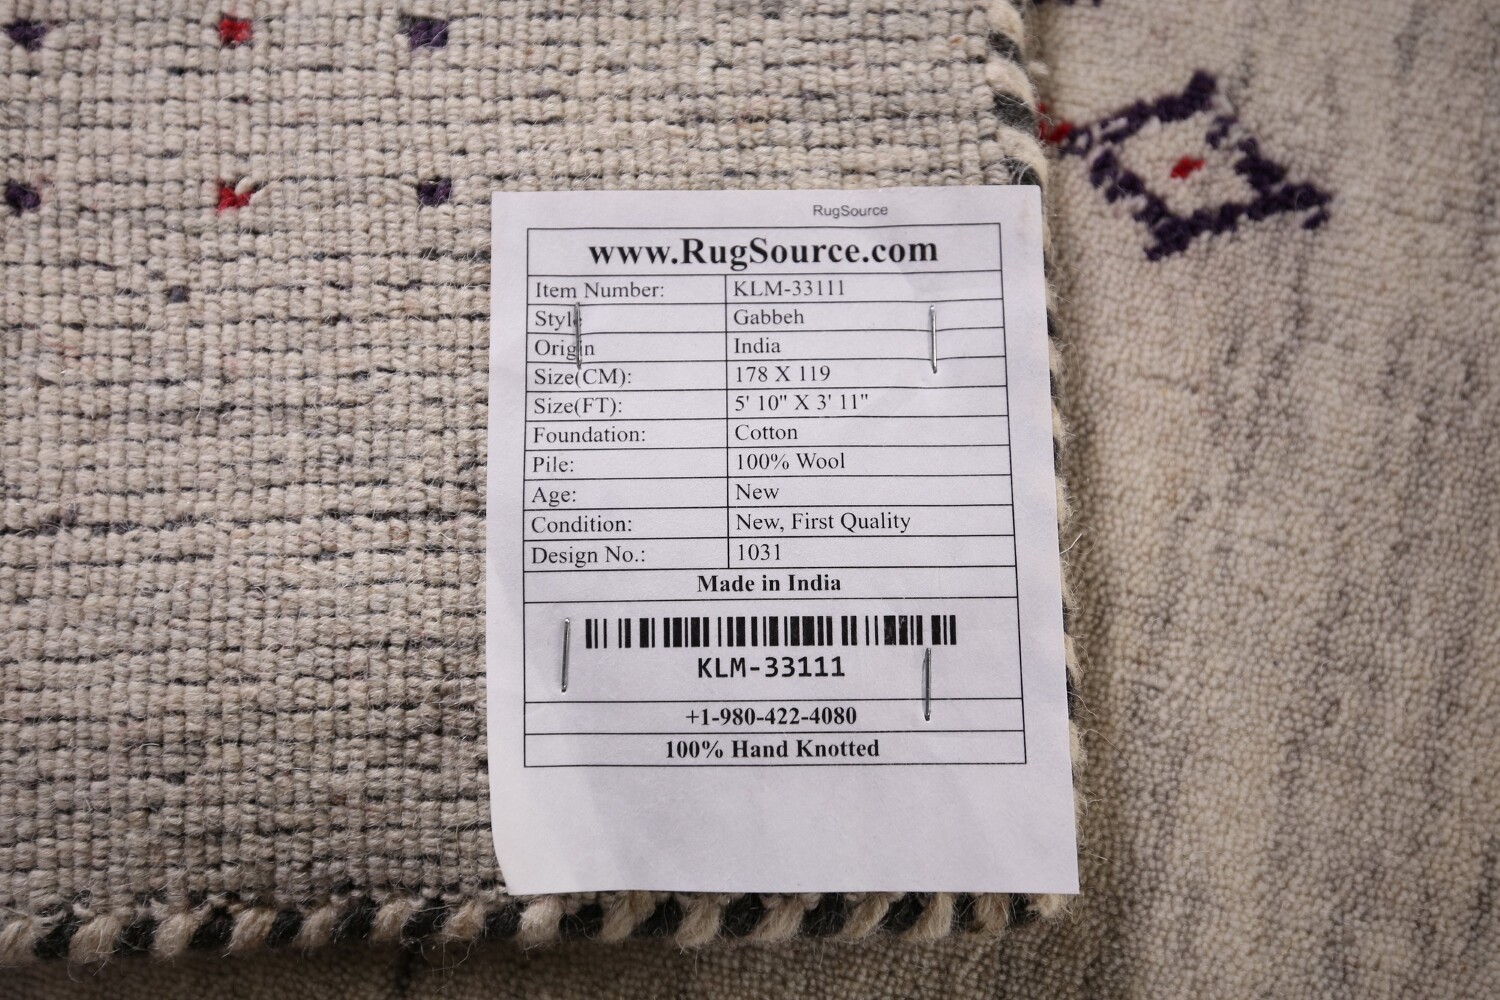 RugSource
www.RugSource.com
Item Number: KLM-33111
Style Gabbeh
Origin India
Size(CM): 178 X 119
Size(FT): 5' 10" X 3' 11"
Foundation: Cotton
Pile: 100% Wool
Age: New
Condition: New, First Quality
Design No.: 1031
Made in India
KLM-33111
+1-980-422-4080
100% Hand Knotted